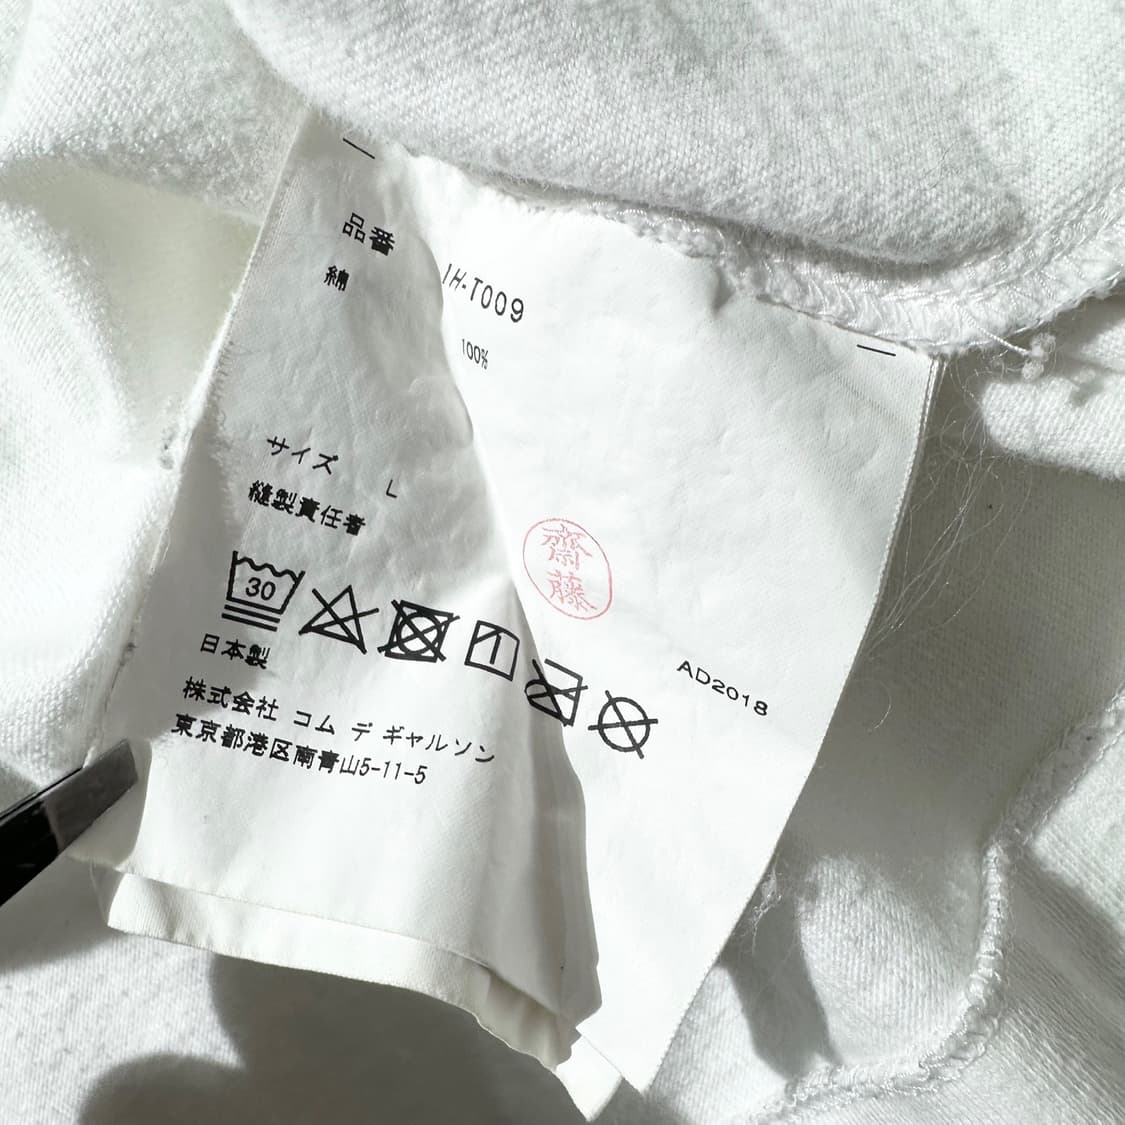 品番 IH-T009
綿 100%
サイズ L
縫製責任者
齋藤
30
日本製 AD2018
株式会社 コム デ ギャルソン
東京都港区南青山5-11-5